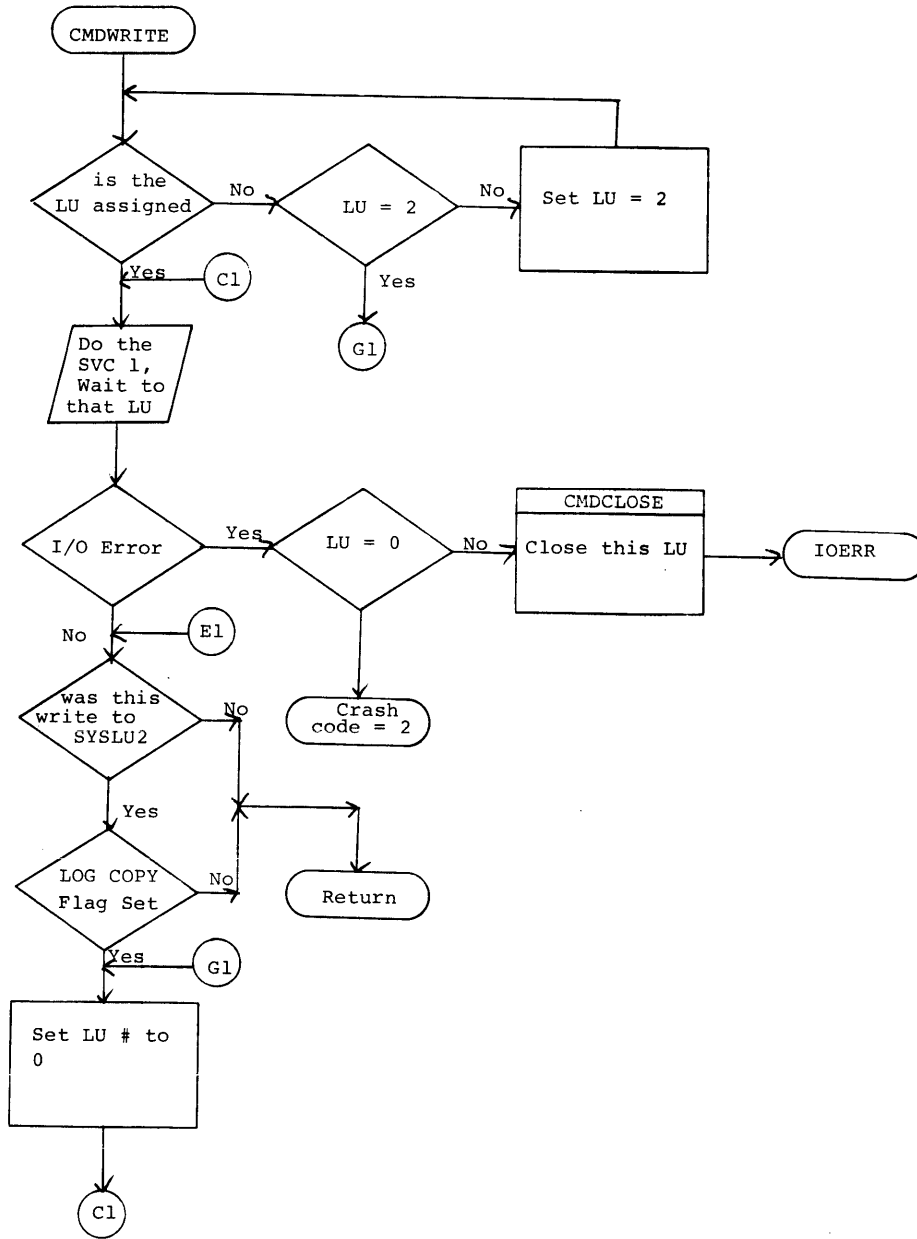 CMDWRITE
is the
LU assigned
No
LU = 2
No
Set LU = 2
Yes
C1
Yes
G1
Do the
SVC 1,
Wait to
that LU
I/O Error
Yes
LU = 0
No
CMDCLOSE
Close this LU
IOERR
No
E1
was this
write to
SYSLU2
No
Crash
code = 2
Yes
LOG COPY
Flag Set
No
Return
Yes
G1
Set LU # to
0
C1